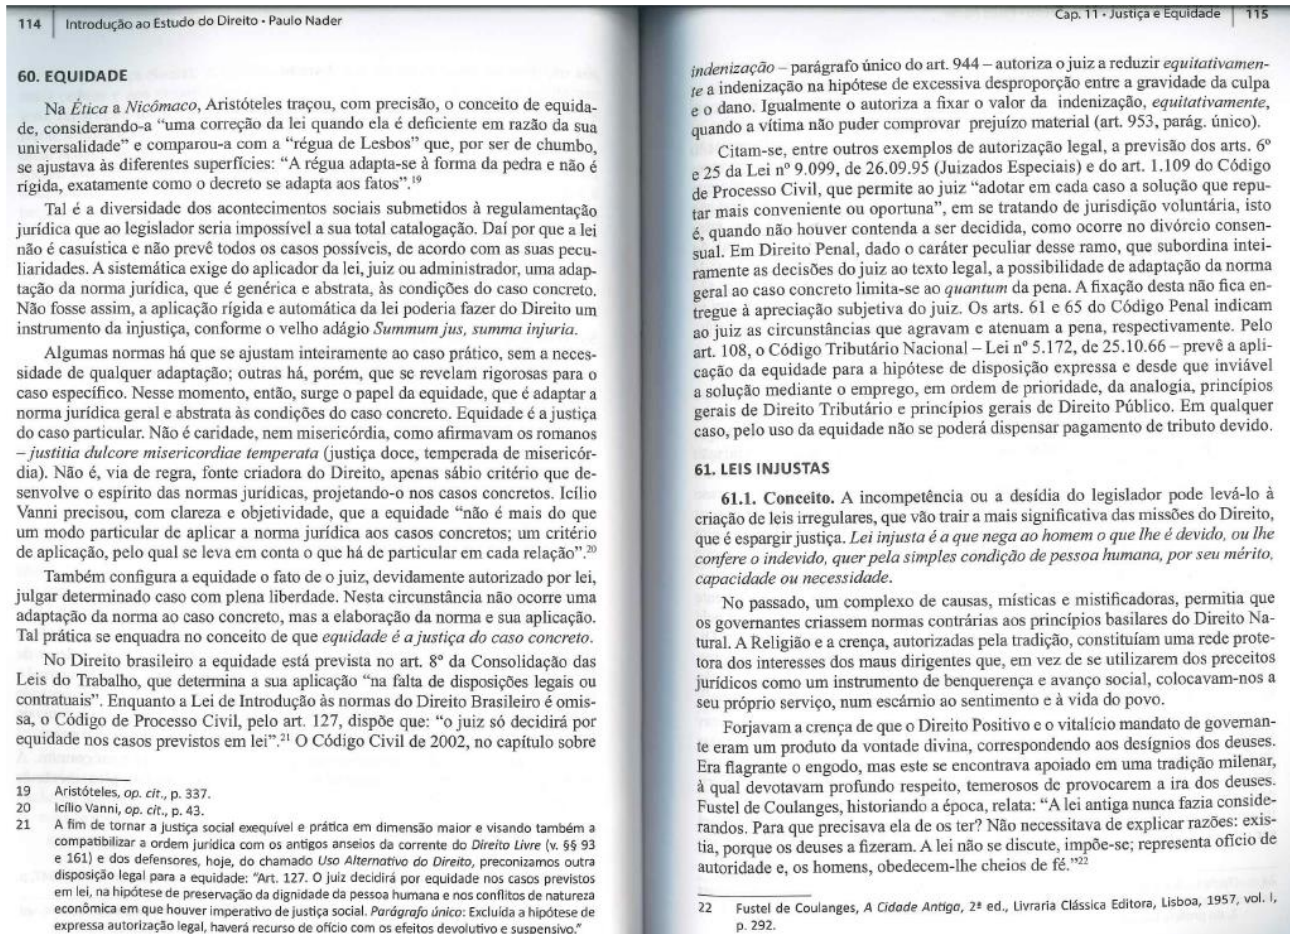 114 Introdução ao Estudo do Direito • Paulo Nader
60. EQUIDADE
Na Ética a Nicômaco, Aristóteles traçou, com precisão, o conceito de equida-
de, considerando-a “uma correção da lei quando ela é deficiente em razão da sua
universalidade” e comparou-a com a “régua de Lesbos” que, por ser de chumbo,
se ajustava às diferentes superfícies: “A régua adapta-se à forma da pedra e não é
rígida, exatamente como o decreto se adapta aos fatos”.19
Tal é a diversidade dos acontecimentos sociais submetidos à regulamentação
jurídica que ao legislador seria impossível a sua total catalogação. Daí por que a lei
não é casuística e não prevê todos os casos possíveis, de acordo com as suas pecu-
liaridades. A sistemática exige do aplicador da lei, juiz ou administrador, uma adap-
tação da norma jurídica, que é genérica e abstrata, às condições do caso concreto.
Não fosse assim, a aplicação rígida e automática da lei poderia fazer do Direito um
instrumento da injustiça, conforme o velho adágio Summum jus, summa injuria.
Algumas normas há que se ajustam inteiramente ao caso prático, sem a neces-
sidade de qualquer adaptação; outras há, porém, que se revelam rigorosas para o
caso específico. Nesse momento, então, surge o papel da equidade, que é adaptar a
norma jurídica geral e abstrata às condições do caso concreto. Equidade é a justiça
do caso particular. Não é caridade, nem misericórdia, como afirmavam os romanos
– justitia dulcore misericordiae temperata (justiça doce, temperada de misericór-
dia). Não é, via de regra, fonte criadora do Direito, apenas sábio critério que de-
senvolve o espírito das normas jurídicas, projetando-o nos casos concretos. Icílio
Vanni precisou, com clareza e objetividade, que a equidade “não é mais do que
um modo particular de aplicar a norma jurídica aos casos concretos; um critério
de aplicação, pelo qual se leva em conta o que há de particular em cada relação”.20
Também configura a equidade o fato de o juiz, devidamente autorizado por lei,
julgar determinado caso com plena liberdade. Nesta circunstância não ocorre uma
adaptação da norma ao caso concreto, mas a elaboração da norma e sua aplicação.
Tal prática se enquadra no conceito de que equidade é a justiça do caso concreto.
No Direito brasileiro a equidade está prevista no art. 8º da Consolidação das
Leis do Trabalho, que determina a sua aplicação “na falta de disposições legais ou
contratuais”. Enquanto a Lei de Introdução às normas do Direito Brasileiro é omis-
sa, o Código de Processo Civil, pelo art. 127, dispõe que: “o juiz só decidirá por
equidade nos casos previstos em lei”.21 O Código Civil de 2002, no capítulo sobre
19 Aristóteles, op. cit., p. 337.
20 Icílio Vanni, op. cit., p. 43.
21 A fim de tornar a justiça social exequível e prática em dimensão maior e visando também a
compatibilizar a ordem jurídica com os antigos anseios da corrente do Direito Livre (v. §§ 93
e 161) e dos defensores, hoje, do chamado Uso Alternativo do Direito, preconizamos outra
disposição legal para a equidade: “Art. 127. O juiz decidirá por equidade nos casos previstos
em lei, na hipótese de preservação da dignidade da pessoa humana e nos conflitos de natureza
econômica em que houver imperativo de justiça social. Parágrafo único: Excluída a hipótese de
expressa autorização legal, haverá recurso de ofício com os efeitos devolutivo e suspensivo.”
Cap. 11 • Justiça e Equidade 115
indenização – parágrafo único do art. 944 – autoriza o juiz a reduzir equitativamen-
te a indenização na hipótese de excessiva desproporção entre a gravidade da culpa
e o dano. Igualmente o autoriza a fixar o valor da indenização, equitativamente,
quando a vítima não puder comprovar prejuízo material (art. 953, parág. único).
Citam-se, entre outros exemplos de autorização legal, a previsão dos arts. 6º
e 25 da Lei nº 9.099, de 26.09.95 (Juizados Especiais) e do art. 1.109 do Código
de Processo Civil, que permite ao juiz “adotar em cada caso a solução que repu-
tar mais conveniente ou oportuna”, em se tratando de jurisdição voluntária, isto
é, quando não houver contenda a ser decidida, como ocorre no divórcio consen-
sual. Em Direito Penal, dado o caráter peculiar desse ramo, que subordina intei-
ramente as decisões do juiz ao texto legal, a possibilidade de adaptação da norma
geral ao caso concreto limita-se ao quantum da pena. A fixação desta não fica en-
tregue à apreciação subjetiva do juiz. Os arts. 61 e 65 do Código Penal indicam
ao juiz as circunstâncias que agravam e atenuam a pena, respectivamente. Pelo
art. 108, o Código Tributário Nacional – Lei nº 5.172, de 25.10.66 – prevê a apli-
cação da equidade para a hipótese de disposição expressa e desde que inviável
a solução mediante o emprego, em ordem de prioridade, da analogia, princípios
gerais de Direito Tributário e princípios gerais de Direito Público. Em qualquer
caso, pelo uso da equidade não se poderá dispensar pagamento de tributo devido.
61. LEIS INJUSTAS
61.1. Conceito. A incompetência ou a desídia do legislador pode levá-lo à
criação de leis irregulares, que vão trair a mais significativa das missões do Direito,
que é espargir justiça. Lei injusta é a que nega ao homem o que lhe é devido, ou lhe
confere o indevido, quer pela simples condição de pessoa humana, por seu mérito,
capacidade ou necessidade.
No passado, um complexo de causas, místicas e mistificadoras, permitia que
os governantes criassem normas contrárias aos princípios basilares do Direito Na-
tural. A Religião e a crença, autorizadas pela tradição, constituíam uma rede prote-
tora dos interesses dos maus dirigentes que, em vez de se utilizarem dos preceitos
jurídicos como um instrumento de benquerença e avanço social, colocavam-nos a
seu próprio serviço, num escárnio ao sentimento e à vida do povo.
Forjavam a crença de que o Direito Positivo e o vitalício mandato de governan-
te eram um produto da vontade divina, correspondendo aos desígnios dos deuses.
Era flagrante o engodo, mas este se encontrava apoiado em uma tradição milenar,
à qual devotavam profundo respeito, temerosos de provocarem a ira dos deuses.
Fustel de Coulanges, historiando a época, relata: “A lei antiga nunca fazia conside-
randos. Para que precisava ela de os ter? Não necessitava de explicar razões: exis-
tia, porque os deuses a fizeram. A lei não se discute, impõe-se; representa ofício de
autoridade e, os homens, obedecem-lhe cheios de fé.”22
22 Fustel de Coulanges, A Cidade Antiga, 2ª ed., Livraria Clássica Editora, Lisboa, 1957, vol. I,
p. 292.